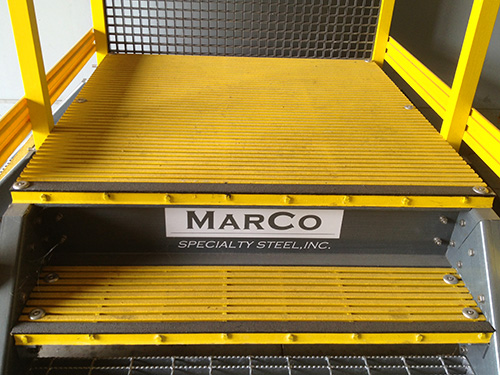 MARCO
SPECIALTY STEEL, INC.